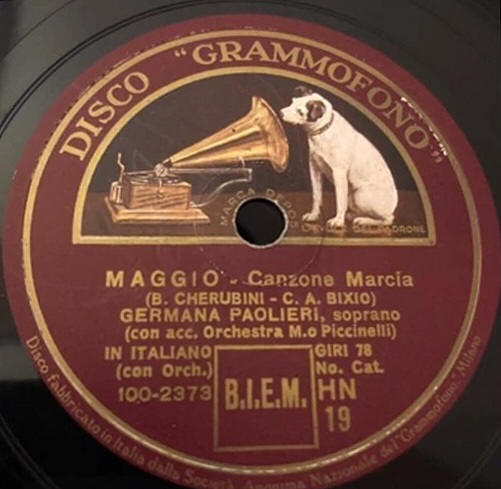 DISCO "GRAMMOFONO"
MARCA DEPOS
LA VOCE DEL PADRONE
MAGGIO - Canzone Marcia
(B. CHERUBINI - C. A. BIXIO)
GERMANA PAOLIERI, soprano
(con acc. Orchestra M.o Piccinelli)
IN ITALIANO
(con Orch.)
100-2373
B.I.E.M.
GIRI 78
No. Cat.
HN
19
Disco fabbricato in Italia dalla Società Anonima Nazionale del "Grammofono", Milano